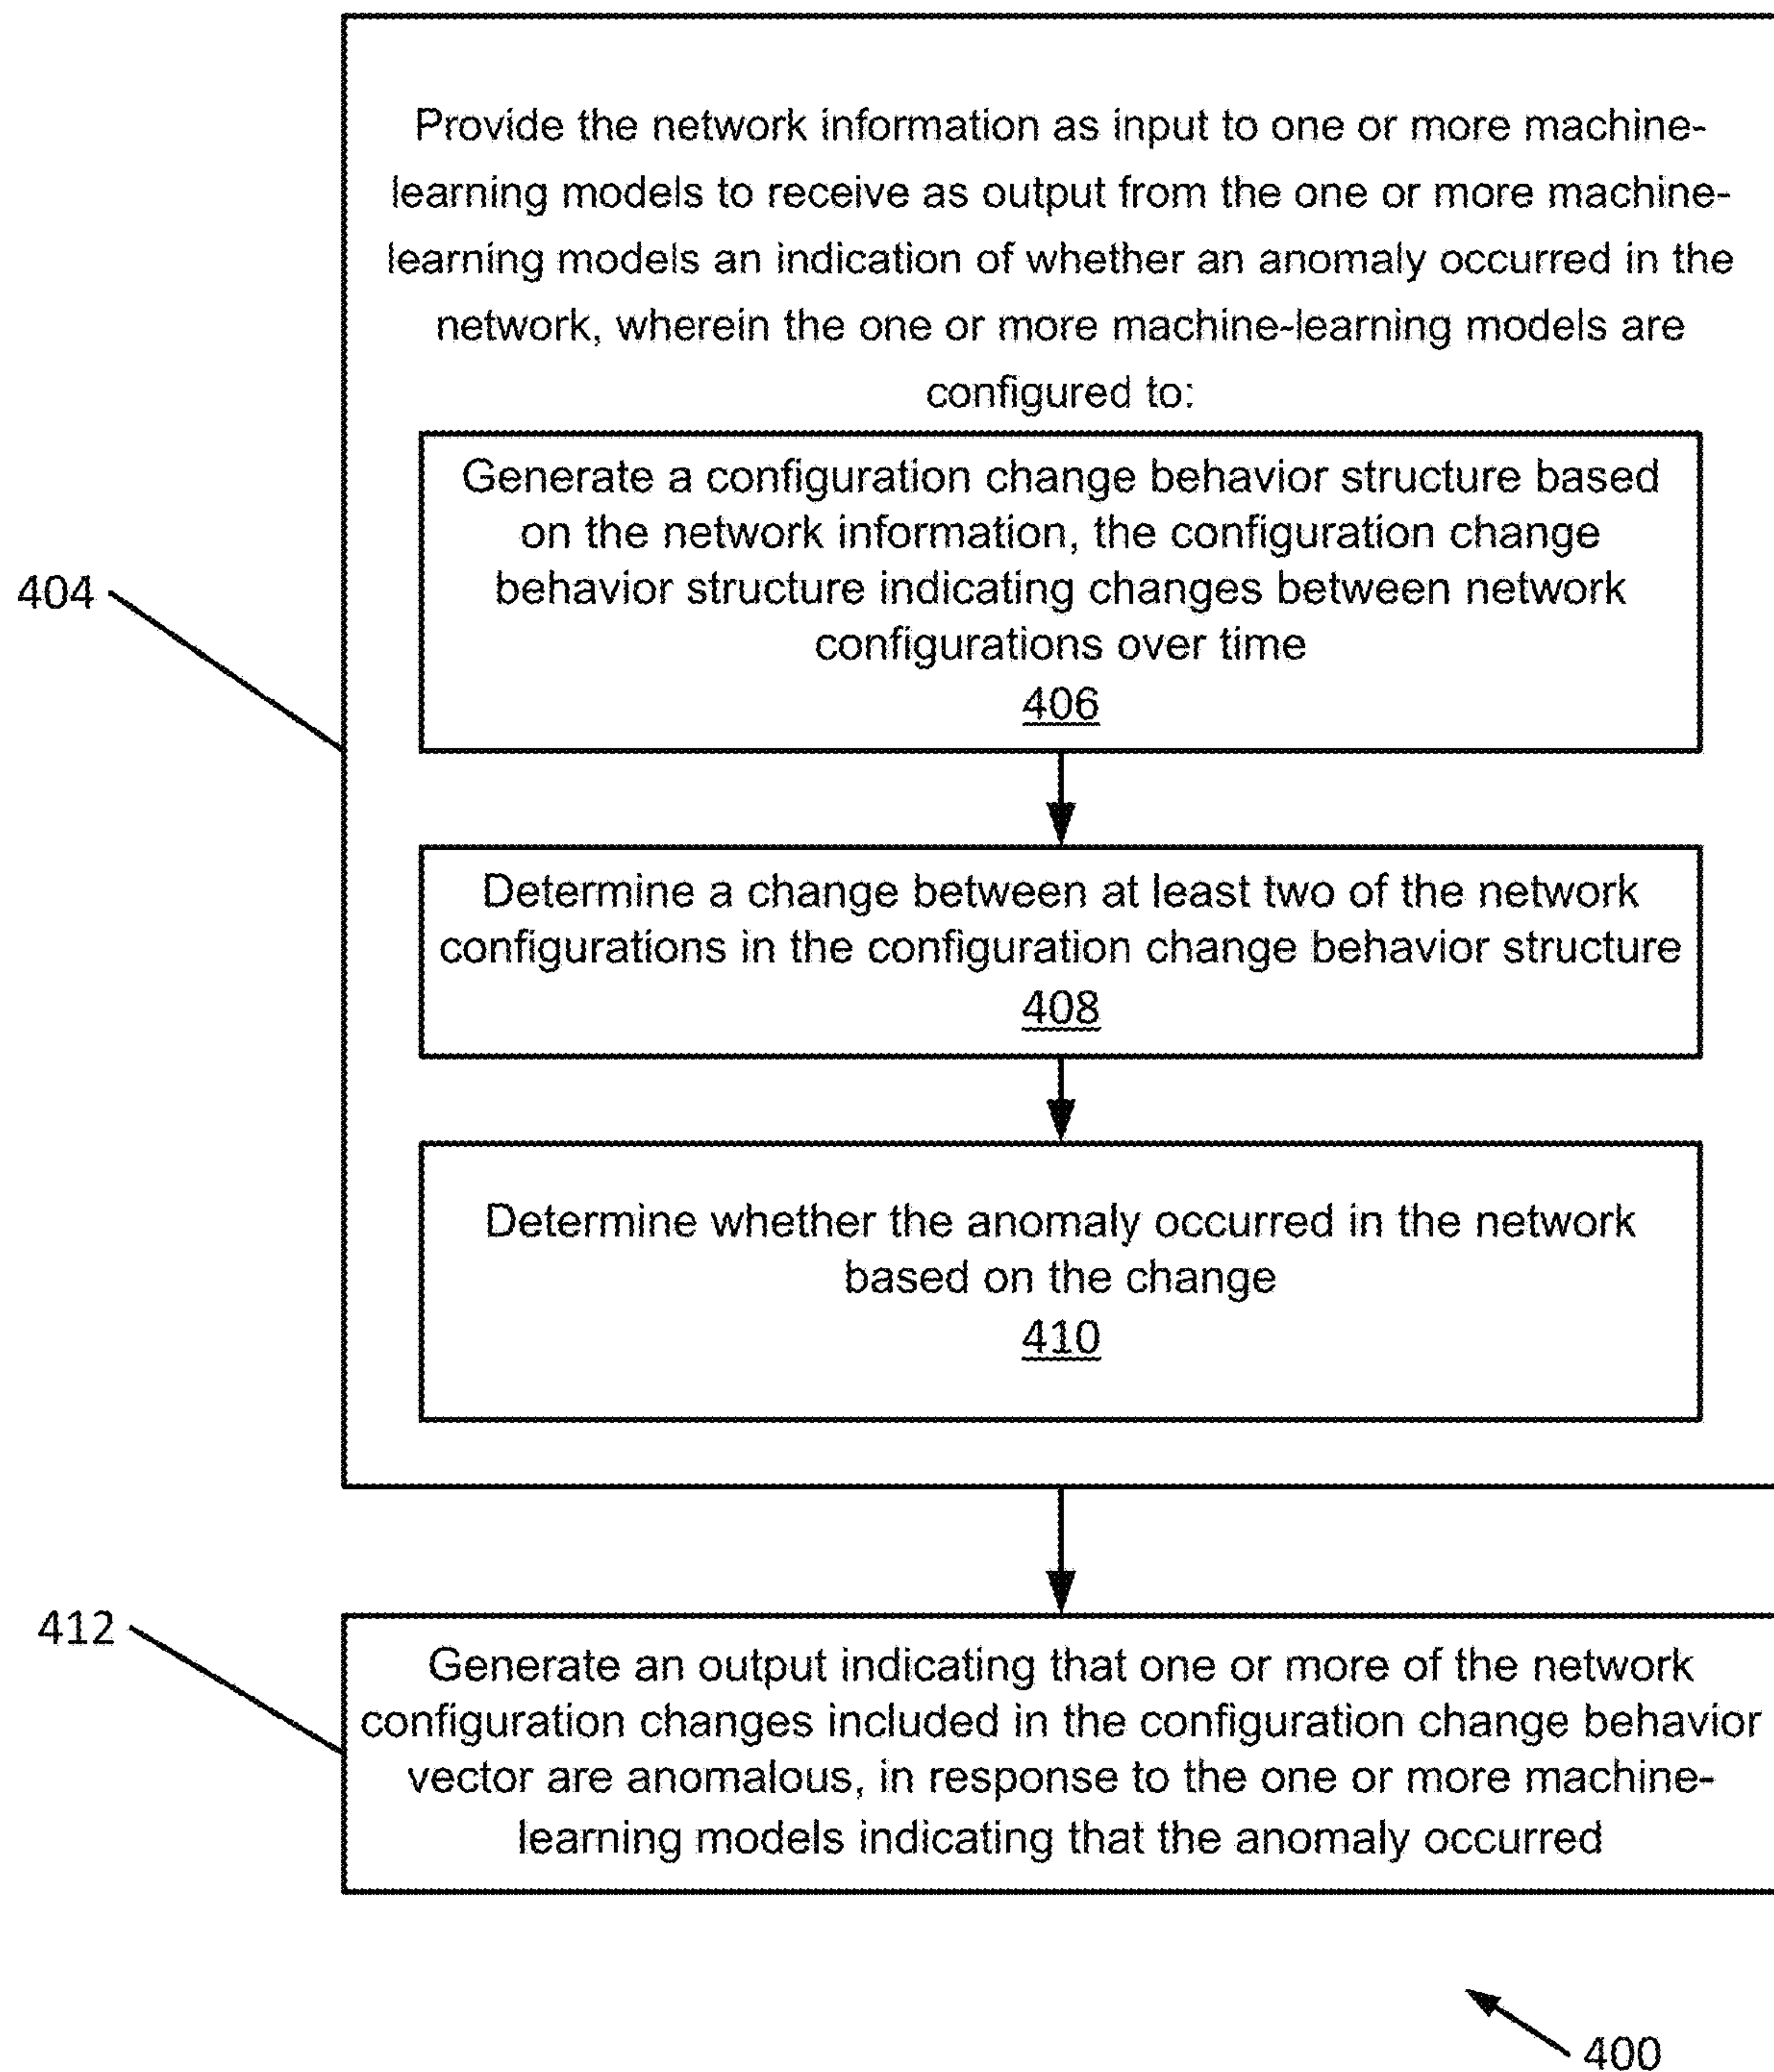 Provide the network information as input to one or more machine-
learning models to receive as output from the one or more machine-
learning models an indication of whether an anomaly occurred in the
network, wherein the one or more machine-learning models are
configured to:
Generate a configuration change behavior structure based
on the network information, the configuration change
behavior structure indicating changes between network
configurations over time
406
404
Determine a change between at least two of the network
configurations in the configuration change behavior structure
408
Determine whether the anomaly occurred in the network
based on the change
410
412
Generate an output indicating that one or more of the network
configuration changes included in the configuration change behavior
vector are anomalous, in response to the one or more machine-
learning models indicating that the anomaly occurred
400